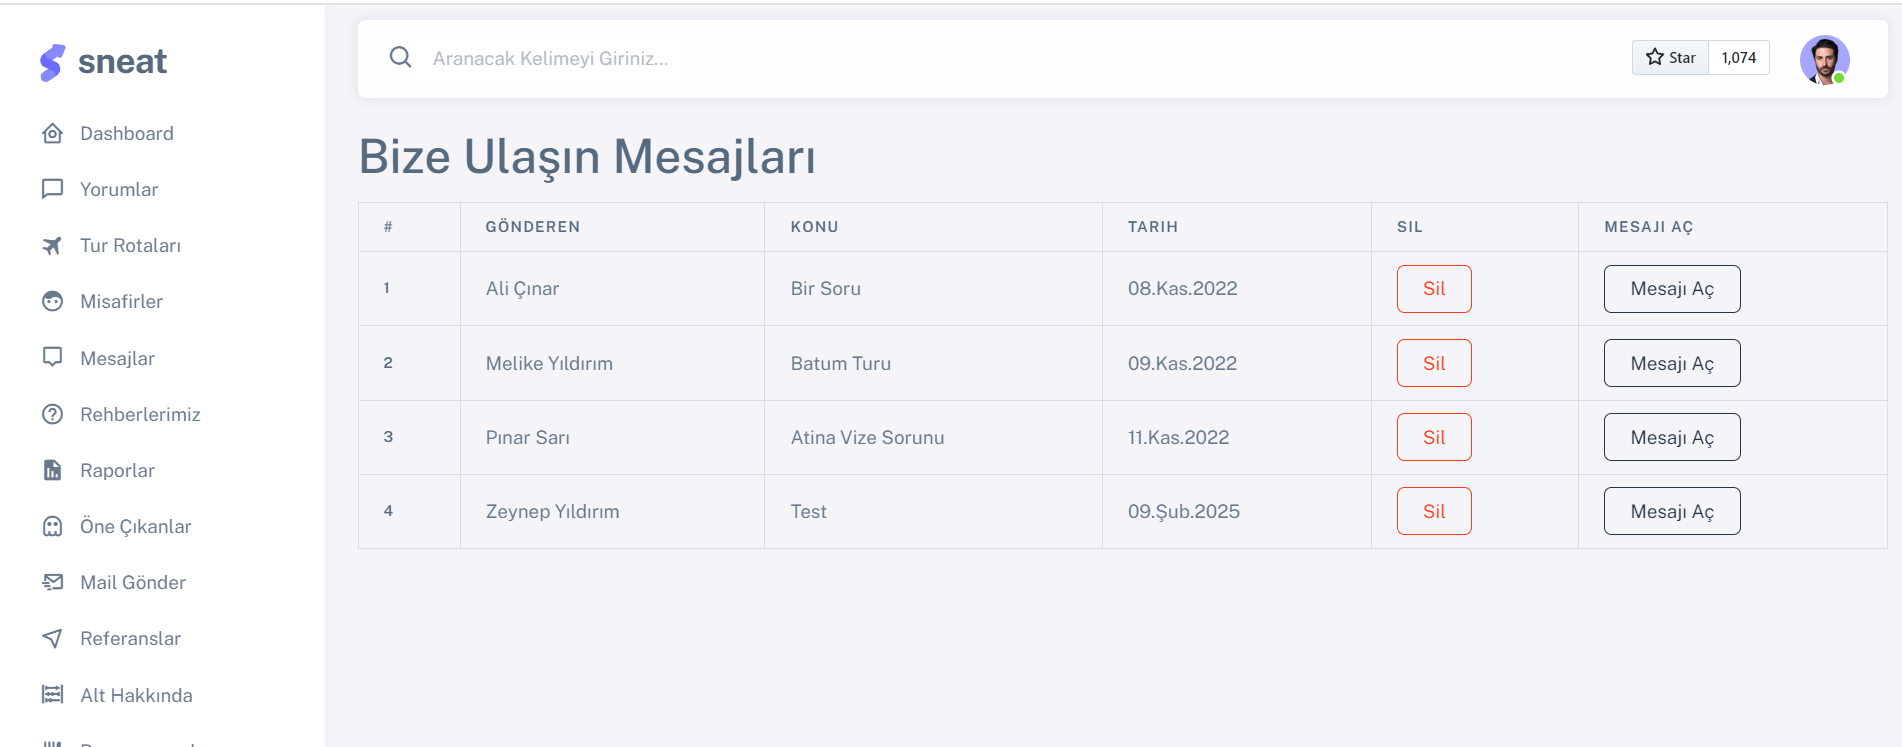 sneat
Dashboard
Yorumlar
Tur Rotaları
Misafirler
Mesajlar
Rehberlerimiz
Raporlar
Öne Çıkanlar
Mail Gönder
Referanslar
Alt Hakkında
Aranacak Kelimeyi Giriniz...
Star 1,074
Bize Ulaşın Mesajları
# GÖNDEREN KONU TARIH SIL MESAJI AÇ
1 Ali Çınar Bir Soru 08.Kas.2022 Sil Mesajı Aç
2 Melike Yıldırım Batum Turu 09.Kas.2022 Sil Mesajı Aç
3 Pınar Sarı Atina Vize Sorunu 11.Kas.2022 Sil Mesajı Aç
4 Zeynep Yıldırım Test 09.Şub.2025 Sil Mesajı Aç